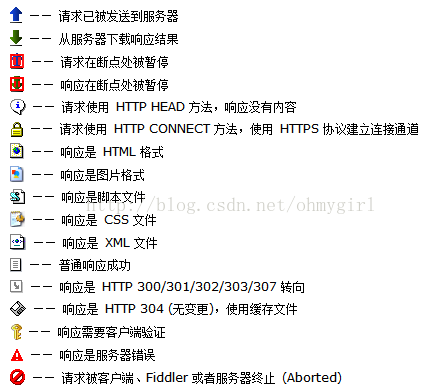 —— 请求已被发送到服务器
—— 从服务器下载响应结果
—— 请求在断点处被暂停
—— 响应在断点处被暂停
—— 请求使用 HTTP HEAD 方法，响应没有内容
—— 请求使用 HTTP CONNECT 方法，使用 HTTPS 协议建立连接通道
—— 响应是 HTML 格式
—— 响应是图片格式
—— 响应是脚本文件
http://blog.csdn.net/ohmygirl
—— 响应是 CSS 文件
—— 响应是 XML 文件
—— 普通响应成功
—— 响应是 HTTP 300/301/302/303/307 转向
—— 响应是 HTTP 304 (无变更)，使用缓存文件
—— 响应需要客户端验证
—— 响应是服务器错误
—— 请求被客户端、Fiddler 或者服务器终止 (Aborted)